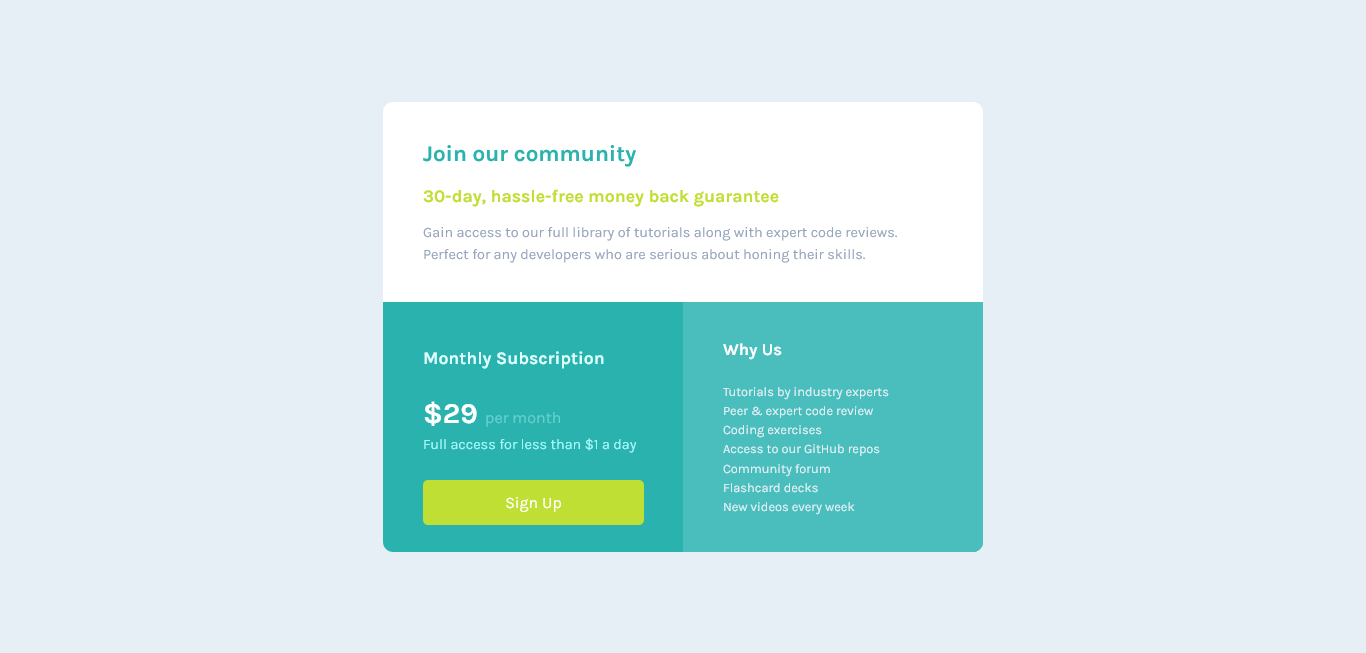 Join our community
30-day, hassle-free money back guarantee
Gain access to our full library of tutorials along with expert code reviews.
Perfect for any developers who are serious about honing their skills.
Monthly Subscription
$29 per month
Full access for less than $1 a day
Sign Up
Why Us
Tutorials by industry experts
Peer & expert code review
Coding exercises
Access to our GitHub repos
Community forum
Flashcard decks
New videos every week